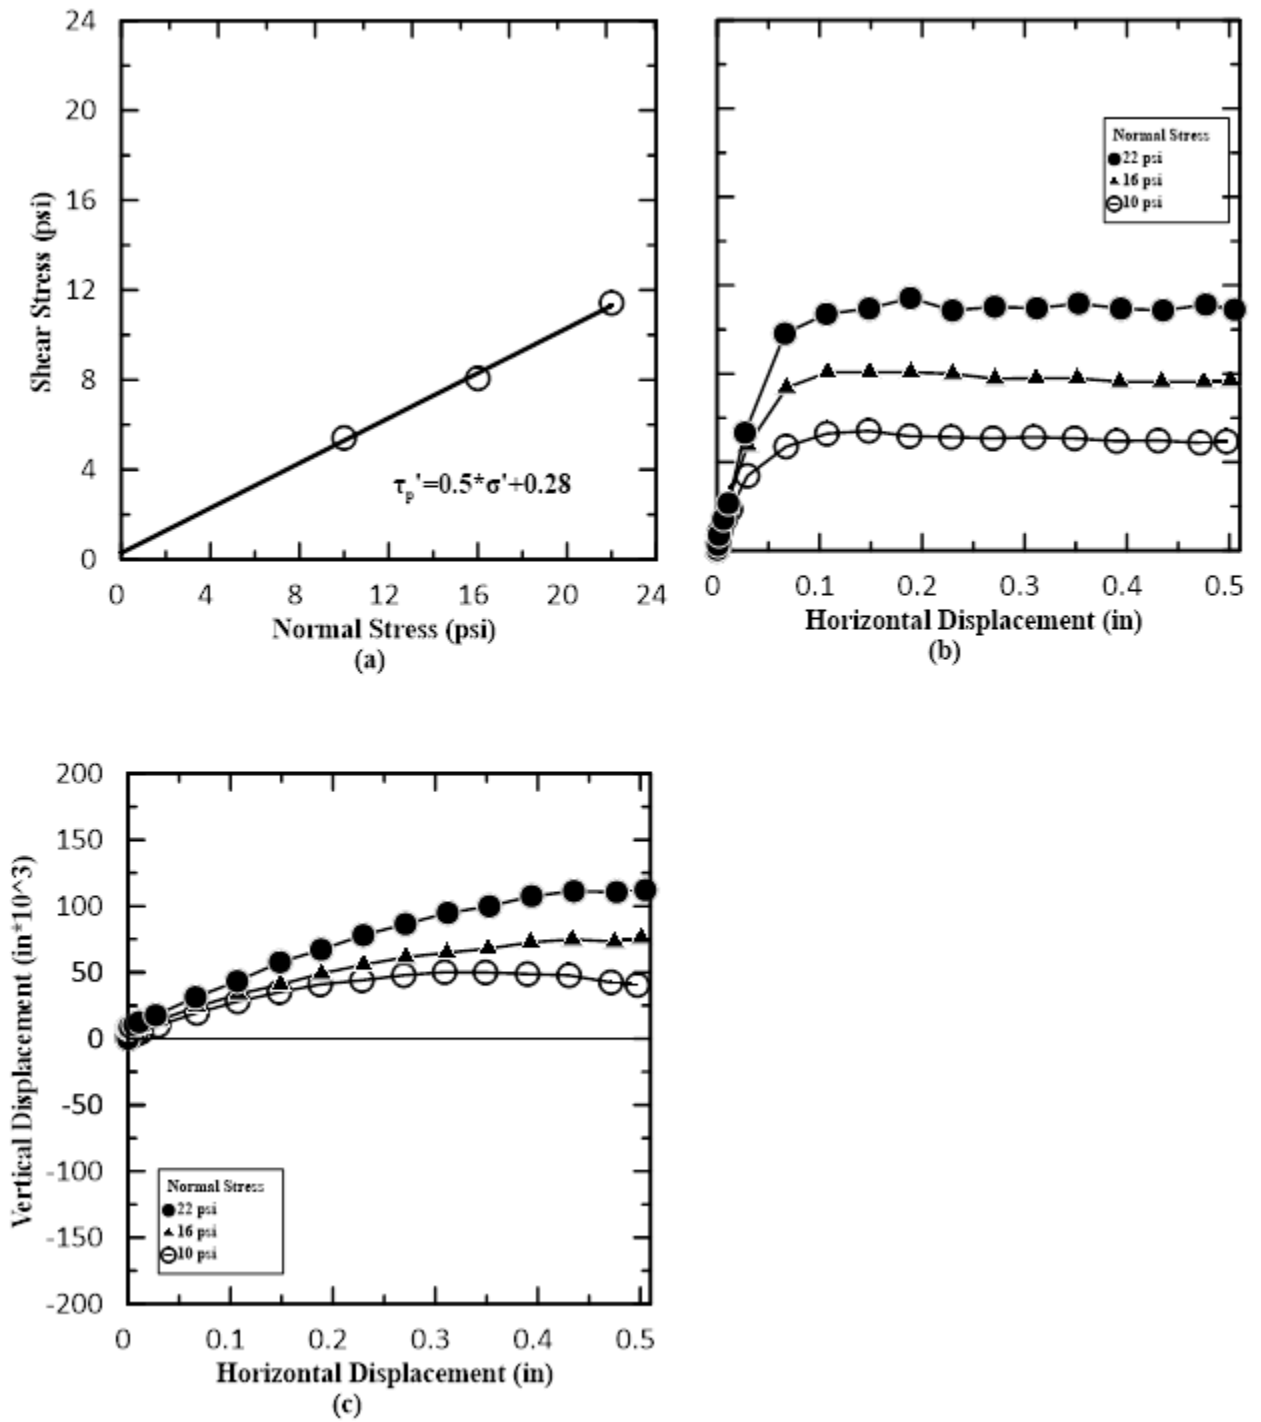 24
20
16
12
8
4
0
Shear Stress (psi)
τp'=0.5*σ'+0.28
0 4 8 12 16 20 24
Normal Stress (psi)
(a)
Normal Stress
22 psi
16 psi
10 psi
0 0.1 0.2 0.3 0.4 0.5
Horizontal Displacement (in)
(b)
200
150
100
50
0
-50
-100
-150
-200
Vertical Displacement (in*10^3)
Normal Stress
22 psi
16 psi
10 psi
0 0.1 0.2 0.3 0.4 0.5
Horizontal Displacement (in)
(c)